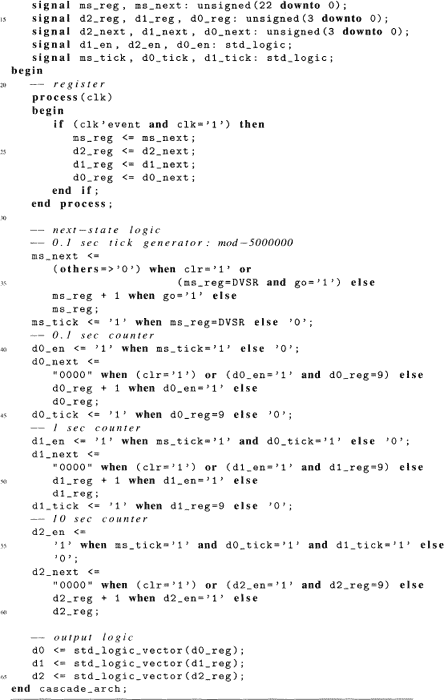 signal ms_reg, ms_next: unsigned(22 downto 0);
15 signal d2_reg, d1_reg, d0_reg: unsigned(3 downto 0);
signal d2_next, d1_next, d0_next: unsigned(3 downto 0);
signal d1_en, d2_en, d0_en: std_logic;
signal ms_tick, d0_tick, d1_tick: std_logic;
begin
20 -- register
process(clk)
begin
if (clk'event and clk='1') then
ms_reg <= ms_next;
25 d2_reg <= d2_next;
d1_reg <= d1_next;
d0_reg <= d0_next;
end if;
end process;
30
-- next-state logic
-- 0.1 sec tick generator: mod-5000000
ms_next <=
(others=>'0') when clr='1' or
35 (ms_reg=DVSR and go='1') else
ms_reg + 1 when go='1' else
ms_reg;
ms_tick <= '1' when ms_reg=DVSR else '0';
-- 0.1 sec counter
40 d0_en <= '1' when ms_tick='1' else '0';
d0_next <=
"0000" when (clr='1') or (d0_en='1' and d0_reg=9) else
d0_reg + 1 when d0_en='1' else
d0_reg;
45 d0_tick <= '1' when d0_reg=9 else '0';
-- 1 sec counter
d1_en <= '1' when ms_tick='1' and d0_tick='1' else '0';
d1_next <=
"0000" when (clr='1') or (d1_en='1' and d1_reg=9) else
50 d1_reg + 1 when d1_en='1' else
d1_reg;
d1_tick <= '1' when d1_reg=9 else '0';
-- 10 sec counter
d2_en <=
55 '1' when ms_tick='1' and d0_tick='1' and d1_tick='1' else
'0';
d2_next <=
"0000" when (clr='1') or (d2_en='1' and d2_reg=9) else
d2_reg + 1 when d2_en='1' else
60 d2_reg;
-- output logic
d0 <= std_logic_vector(d0_reg);
d1 <= std_logic_vector(d1_reg);
65 d2 <= std_logic_vector(d2_reg);
end cascade_arch;